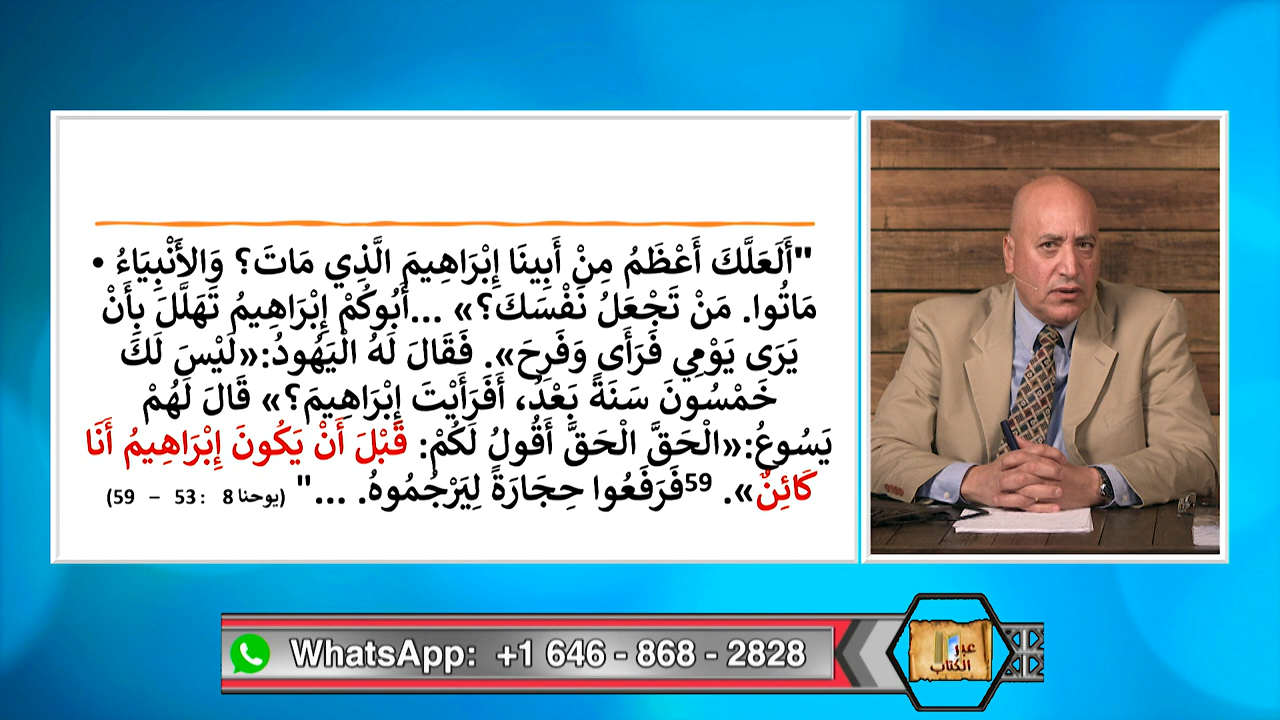 • "أَلَعَلَّكَ أَعْظَمُ مِنْ أَبِينَا إِبْرَاهِيمَ الَّذِي مَاتَ؟ وَالأَنْبِيَاءُ
مَاتُوا. مَنْ تَجْعَلُ نَفْسَكَ؟» ...أَبُوكُمْ إِبْرَاهِيمُ تَهَلَّلَ بِأَنْ
يَرَى يَوْمِي فَرَأَى وَفَرِحَ». فَقَالَ لَهُ الْيَهُودُ:«لَيْسَ لَكَ
خَمْسُونَ سَنَةً بَعْدُ، أَفَرَأَيْتَ إِبْرَاهِيمَ؟» قَالَ لَهُمْ
يَسُوعُ:«الْحَقَّ الْحَقَّ أَقُولُ لَكُمْ: قَبْلَ أَنْ يَكُونَ إِبْرَاهِيمُ أَنَا
كَائِنٌ». 59فَرَفَعُوا حِجَارَةً لِيَرْجُمُوهُ. ..." (يوحنا 8 : 53 – 59)
WhatsApp: +1 646 - 868 - 2828
عبر
الكتاب